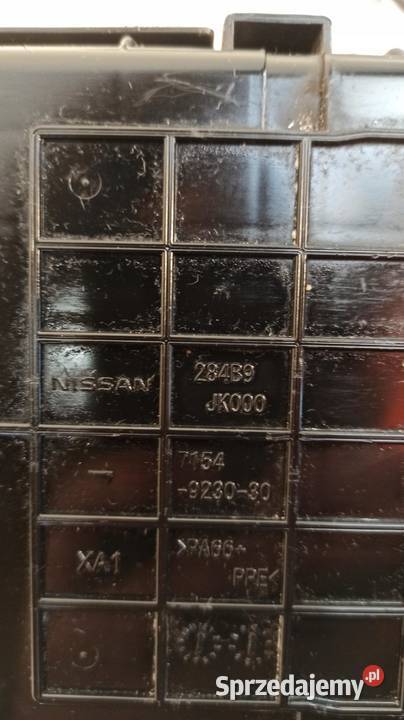 NISSAN
284B9
JK000
7154
-9230-30
XA1
>PA66+
PPE<
Sprzedajemy.pl